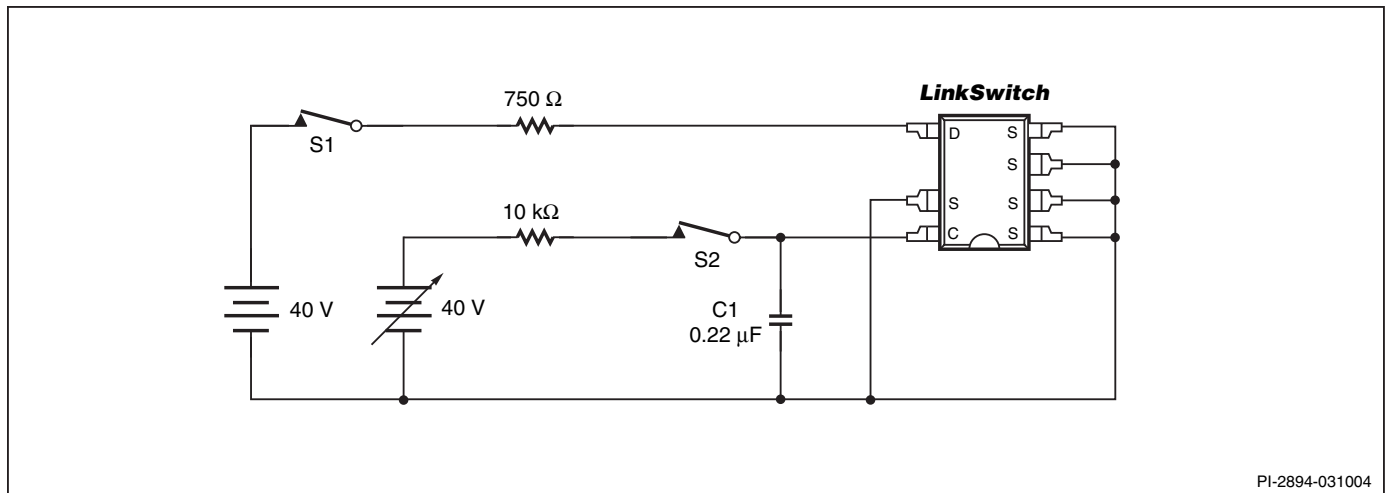 LinkSwitch
750 Ω
S1
D
S
S
10 kΩ
S
S
S2
C
S
40 V
40 V
C1
0.22 µF
PI-2894-031004